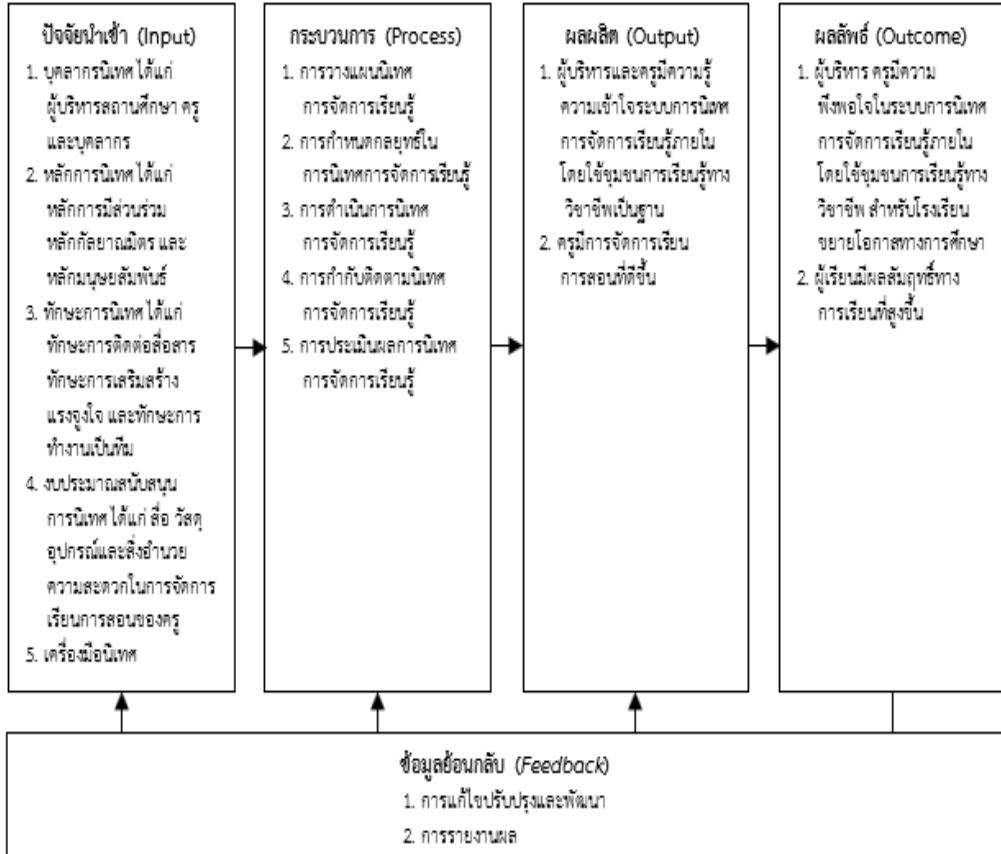 ปัจจัยนำเข้า (Input)
1. บุคลากรนิเทศ ได้แก่
ผู้บริหารสถานศึกษา ครู
และบุคลากร
2. หลักการนิเทศ ได้แก่
หลักการมีส่วนร่วม
หลักกัลยาณมิตร และ
หลักมนุษยสัมพันธ์
3. ทักษะการนิเทศ ได้แก่
ทักษะการติดต่อสื่อสาร
ทักษะการเสริมสร้าง
แรงจูงใจ และทักษะการ
ทำงานเป็นทีม
4. งบประมาณสนับสนุน
การนิเทศ ได้แก่ สื่อ วัสดุ
อุปกรณ์และสิ่งอำนวย
ความสะดวกในการจัดการ
เรียนการสอนของครู
5. เครื่องมือนิเทศ
กระบวนการ (Process)
1. การวางแผนนิเทศ
การจัดการเรียนรู้
2. การกำหนดกลยุทธ์ใน
การนิเทศการจัดการเรียนรู้
3. การดำเนินการนิเทศ
การจัดการเรียนรู้
4. การกำกับติดตามนิเทศ
การจัดการเรียนรู้
5. การประเมินผลการนิเทศ
การจัดการเรียนรู้
ผลผลิต (Output)
1. ผู้บริหารและครูมีความรู้
ความเข้าใจระบบการนิเทศ
การจัดการเรียนรู้ภายใน
โดยใช้ชุมชนการเรียนรู้ทาง
วิชาชีพเป็นฐาน
2. ครูมีการจัดการเรียน
การสอนที่ดีขึ้น
ผลลัพธ์ (Outcome)
1. ผู้บริหาร ครูมีความ
พึงพอใจในระบบการนิเทศ
การจัดการเรียนรู้ภายใน
โดยใช้ชุมชนการเรียนรู้ทาง
วิชาชีพ สำหรับโรงเรียน
ขยายโอกาสทางการศึกษา
2. ผู้เรียนมีผลสัมฤทธิ์ทาง
การเรียนที่สูงขึ้น
ข้อมูลย้อนกลับ (Feedback)
1. การแก้ไขปรับปรุงและพัฒนา
2. การรายงานผล